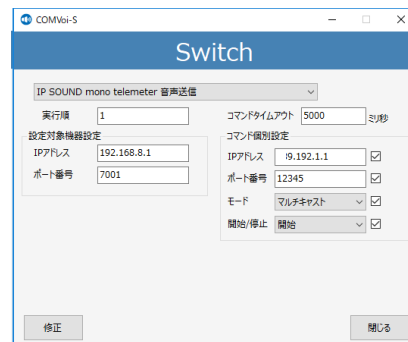 COMVoi-S
Switch
IP SOUND mono telemeter 音声送信
実行順 1
コマンドタイムアウト 5000 ミリ秒
設定対象機器設定
IPアドレス 192.168.8.1
ポート番号 7001
コマンド個別設定
IPアドレス 9.192.1.1
ポート番号 12345
モード マルチキャスト
開始/停止 開始
修正
閉じる